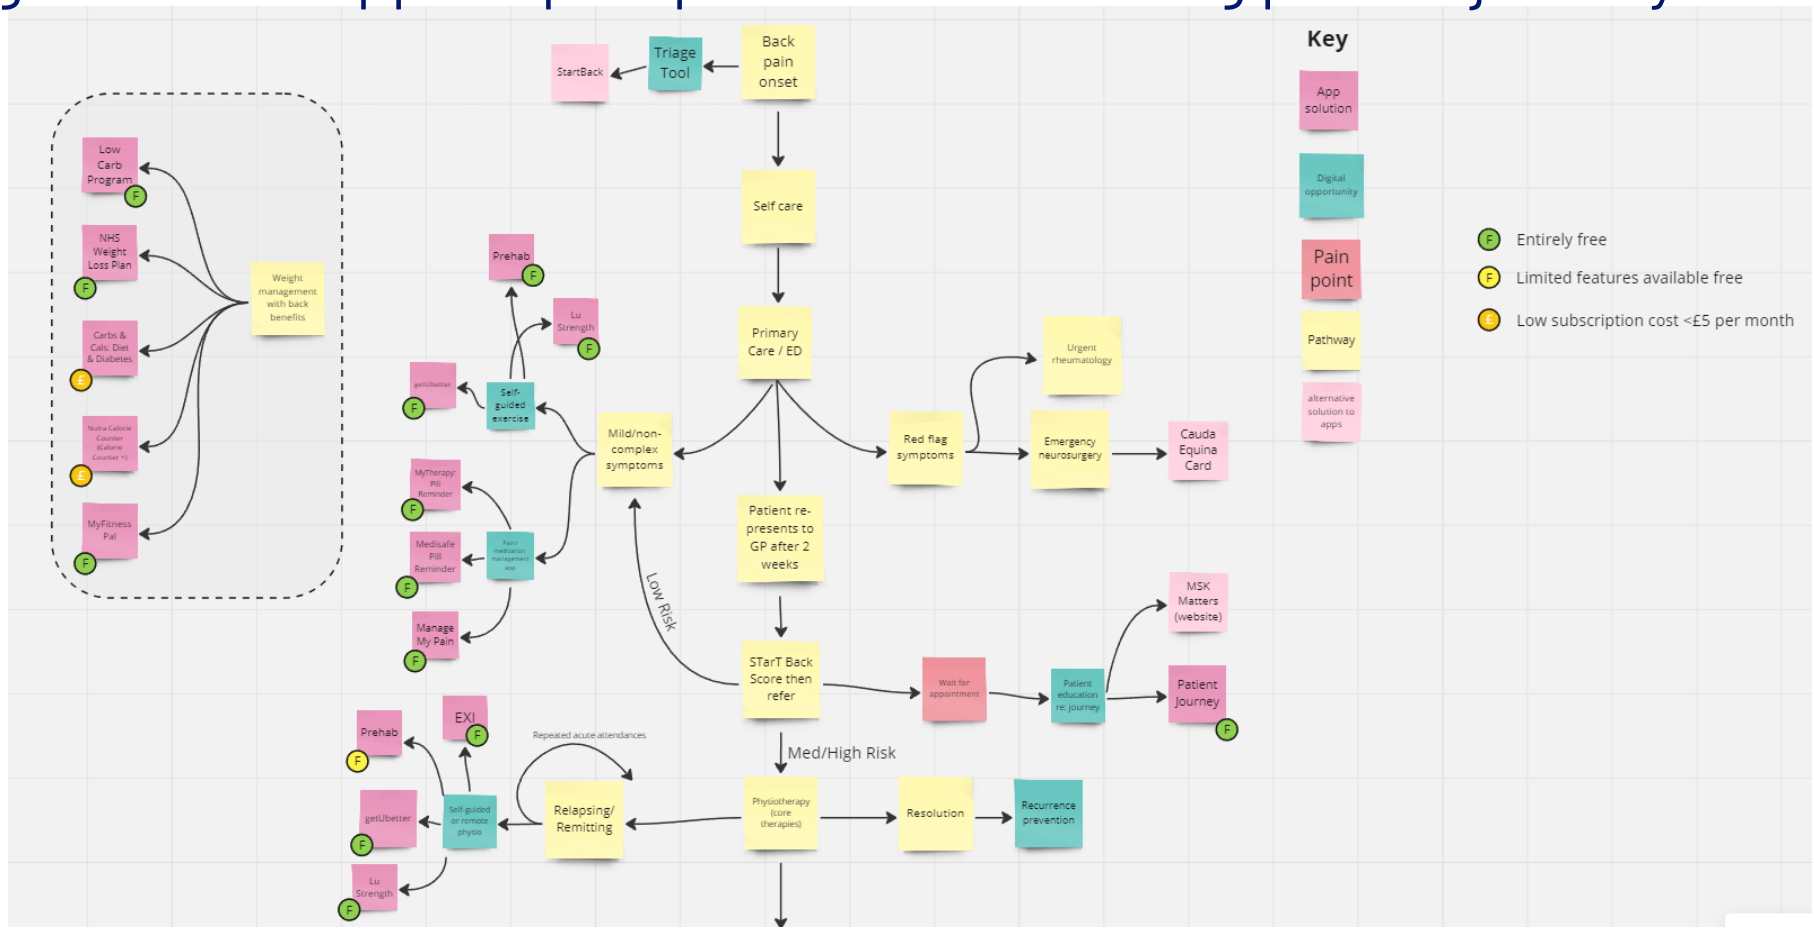 Back
pain
onset
Triage
Tool
StartBack
Key
App
solution
Digital
opportunity
Pain
point
Pathway
alternative
solution to
apps
F Entirely free
F Limited features available free
£ Low subscription cost <£5 per month
Low
Carb
Program
F
NHS
Weight
Loss Plan
F
Carbs &
Cals: Diet
& Diabetes
£
Nutra Calorie
Counter
(Calorie
Counter +)
£
MyFitness
Pal
F
Weight
management
with back
benefits
Self care
Primary
Care / ED
Prehab
F
Lu
Strength
F
getUbetter
F
Self-
guided
exercise
Mild/non-
complex
symptoms
Red flag
symptoms
Urgent
rheumatology
Emergency
neurosurgery
Cauda
Equina
Card
MyTherapy:
Pill
Reminder
F
Medisafe
Pill
Reminder
F
Manage
My Pain
F
Pain/
medication
management
app
Patient re-
presents to
GP after 2
weeks
Low Risk
STarT Back
Score then
refer
Wait for
appointment
Patient
education
re: journey
MSK
Matters
(website)
Patient
Journey
F
Med/High Risk
Physiotherapy
(core
therapies)
Resolution
Recurrence
prevention
Repeated acute attendances
Relapsing/
Remitting
Self-guided
or remote
physio
EXI
F
Prehab
F
getUbetter
F
Lu
Strength
F